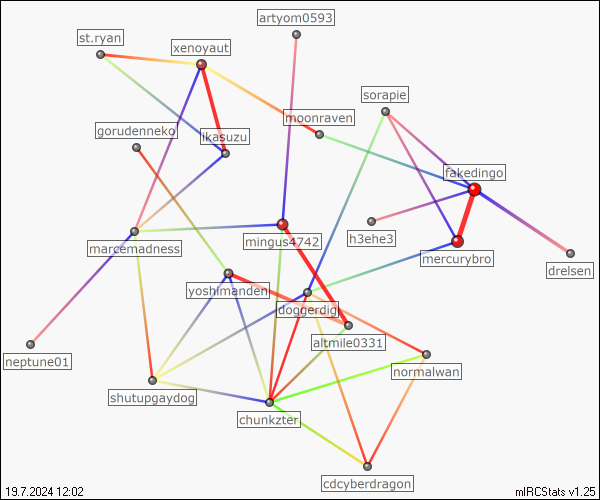 artyom0593
st.ryan
xenoyaut
sorapie
moonraven
gorudenneko
ikasuzu
fakedingo
marcemadness
mingus4742
h3ehe3
mercurybro
drelsen
yoshimanden
doggerdig
altmile0331
neptune01
normalwan
shutupgaydog
chunkzter
cdcyberdragon
19.7.2024 12:02
mIRCStats v1.25